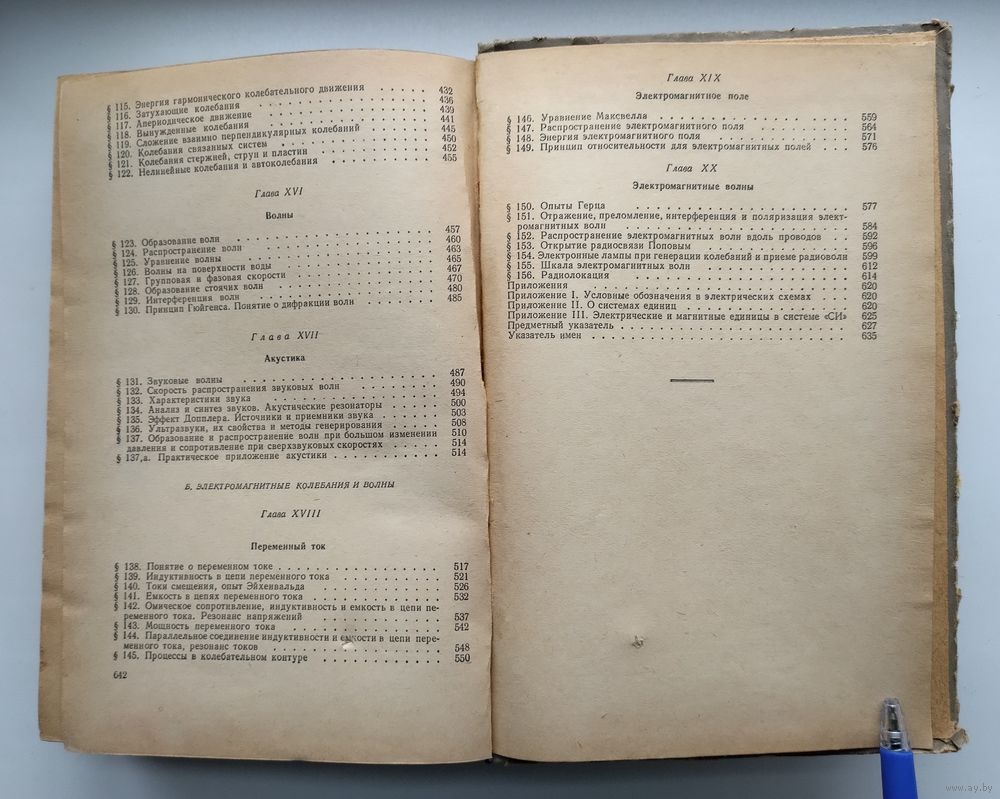 § 115. Энергия гармонического колебательного движения . . . . . 432
§ 116. Затухающие колебания . . . . . 436
§ 117. Апериодическое движение . . . . . 439
§ 118. Вынужденные колебания . . . . . 441
§ 119. Сложение взаимно перпендикулярных колебаний . . . . . 445
§ 120. Колебания связанных систем . . . . . 450
§ 121. Колебания стержней, струн и пластин . . . . . 452
§ 122. Нелинейные колебания и автоколебания . . . . . 455
Глава XVI
Волны
§ 123. Образование волн . . . . . 457
§ 124. Распространение волн . . . . . 460
§ 125. Уравнение волны . . . . . 463
§ 126. Волны на поверхности воды . . . . . 465
§ 127. Групповая и фазовая скорости . . . . . 467
§ 128. Образование стоячих волн . . . . . 470
§ 129. Интерференция волн . . . . . 480
§ 130. Принцип Гюйгенса. Понятие о дифракции волн . . . . . 485
Глава XVII
Акустика
§ 131. Звуковые волны . . . . . 487
§ 132. Скорость распространения звуковых волн . . . . . 490
§ 133. Характеристики звука . . . . . 494
§ 134. Анализ и синтез звуков. Акустические резонаторы . . . . . 500
§ 135. Эффект Допплера. Источники и приемники звука . . . . . 503
§ 136. Ультразвуки, их свойства и методы генерирования . . . . . 508
§ 137. Образование и распространение волн при большом изменении 510
давления и сопротивление при сверхзвуковых скоростях . . . . . 514
§ 137,а. Практическое приложение акустики . . . . . 514
Б. ЭЛЕКТРОМАГНИТНЫЕ КОЛЕБАНИЯ И ВОЛНЫ
Глава XVIII
Переменный ток
§ 138. Понятие о переменном токе . . . . . 517
§ 139. Индуктивность в цепи переменного тока . . . . . 521
§ 140. Токи смещения, опыт Эйхенвальда . . . . . 526
§ 141. Емкость в цепях переменного тока . . . . . 532
§ 142. Омическое сопротивление, индуктивность и емкость в цепи пе-
ременного тока. Резонанс напряжений . . . . . 537
§ 143. Мощность переменного тока . . . . . 542
§ 144. Параллельное соединение индуктивности и емкости в цепи пере-
менного тока, резонанс токов . . . . . 548
§ 145. Процессы в колебательном контуре . . . . . 550
642
Глава XIX
Электромагнитное поле
§ 146. Уравнение Максвелла . . . . . 559
§ 147. Распространение электромагнитного поля . . . . . 564
§ 148. Энергия электромагнитного поля . . . . . 571
§ 149. Принцип относительности для электромагнитных полей . . . 576
Глава XX
Электромагнитные волны
§ 150. Опыты Герца . . . . . 577
§ 151. Отражение, преломление, интерференция и поляризация элект-
ромагнитных волн . . . . . 584
§ 152. Распространение электромагнитных волн вдоль проводов . . 592
§ 153. Открытие радиосвязи Поповым . . . . . 596
§ 154. Электронные лампы при генерации колебаний и приеме радиоволн 599
§ 155. Шкала электромагнитных волн . . . . . 612
§ 156. Радиолокация . . . . . 614
Приложения . . . . . 620
Приложение I. Условные обозначения в электрических схемах . . . 620
Приложение II. О системах единиц . . . . . 620
Приложение III. Электрические и магнитные единицы в системе «СИ» 625
Предметный указатель . . . . . 627
Указатель имен . . . . . 635
www.ay.by